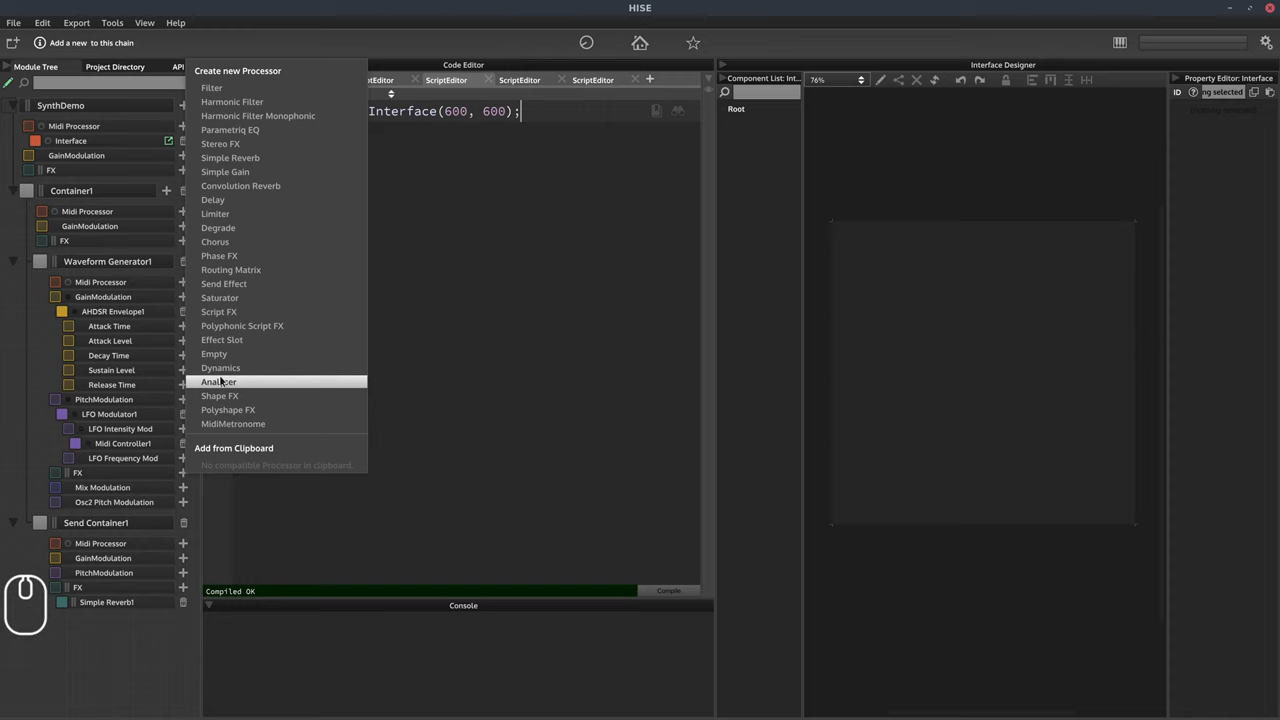 HISE
File Edit Export Tools View Help
Add a new to this chain
Module Tree Project Directory API
Code Editor
Interface Designer
SynthDemo
Midi Processor
Interface
GainModulation
FX
Container1
Midi Processor
GainModulation
FX
Waveform Generator1
Midi Processor
GainModulation
AHDSR Envelope1
Attack Time
Attack Level
Decay Time
Sustain Level
Release Time
PitchModulation
LFO Modulator1
LFO Intensity Mod
Midi Controller1
LFO Frequency Mod
FX
Mix Modulation
Osc2 Pitch Modulation
Send Container1
Midi Processor
GainModulation
PitchModulation
FX
Simple Reverb1
Create new Processor
Filter
Harmonic Filter
Harmonic Filter Monophonic
Parametriq EQ
Stereo FX
Simple Reverb
Simple Gain
Convolution Reverb
Delay
Limiter
Degrade
Chorus
Phase FX
Routing Matrix
Send Effect
Saturator
Script FX
Polyphonic Script FX
Effect Slot
Empty
Dynamics
Shape FX
Polyshape FX
MidiMetronome
Add from Clipboard
No compatible Processor in clipboard.
ptEditor ScriptEditor ScriptEditor ScriptEditor
Interface(600, 600);
Compiled OK
Compile
Console
Component List: Int...
Root
76%
Property Editor: Interface
ID ng selected